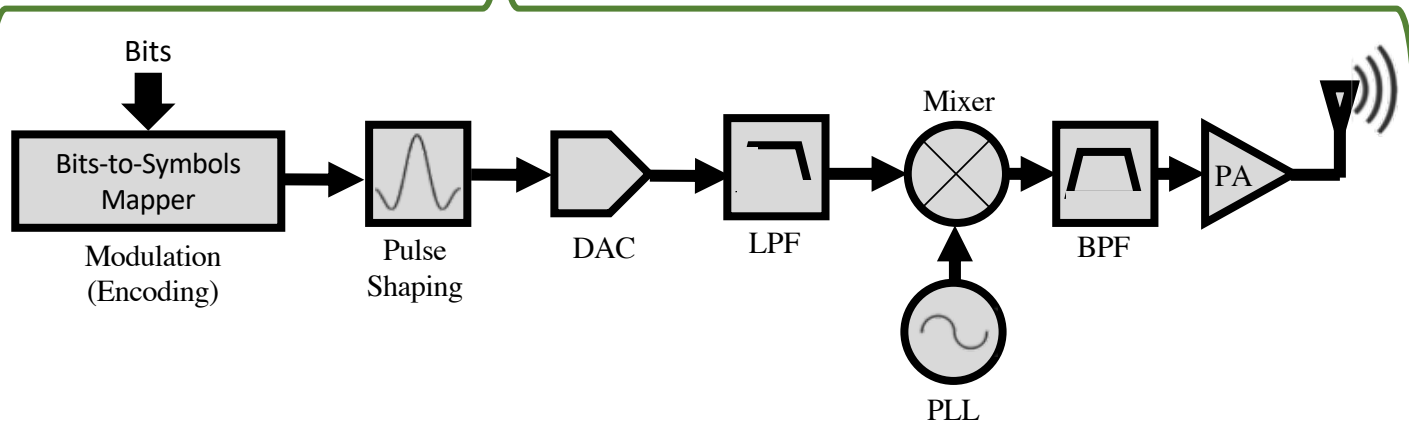 Bits
Bits-to-Symbols
Mapper
Modulation
(Encoding)
Pulse
Shaping
DAC
LPF
Mixer
PLL
BPF
PA